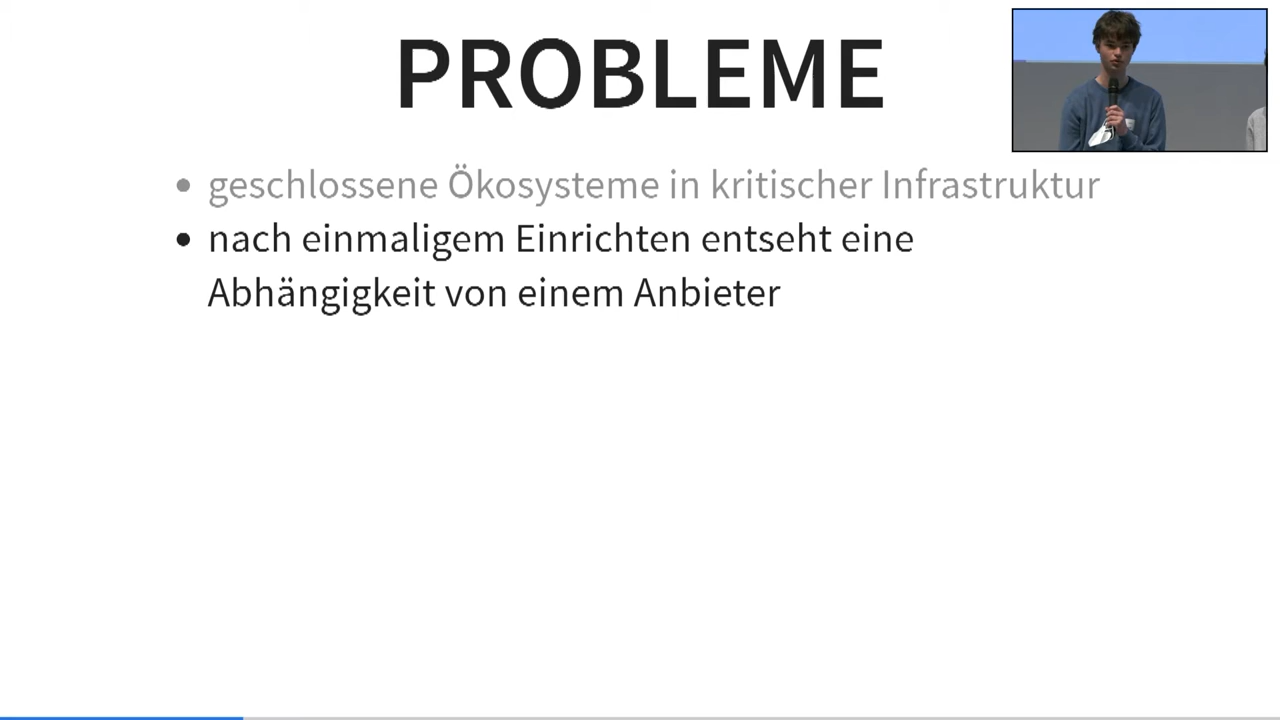 PROBLEME
geschlossene Ökosysteme in kritischer Infrastruktur
nach einmaligem Einrichten entseht eine
Abhängigkeit von einem Anbieter